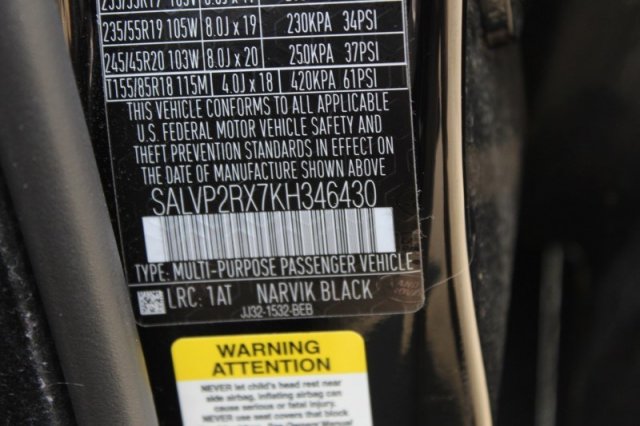 235/55R19 105W 8.0J x 19 230KPA 34PSI
245/45R20 103W 8.0J x 20 250KPA 37PSI
T155/85R18 115M 4.0J x 18 420KPA 61PSI
THIS VEHICLE CONFORMS TO ALL APPLICABLE
U.S. FEDERAL MOTOR VEHICLE SAFETY AND
THEFT PREVENTION STANDARDS IN EFFECT ON
THE DATE OF MANUFACTURE SHOWN ABOVE
SALVP2RX7KH346430
TYPE: MULTI-PURPOSE PASSENGER VEHICLE
LRC: 1AT NARVIK BLACK
JJ32-1532-BEB
WARNING
ATTENTION
NEVER let child's head rest near
side airbag, inflating airbag can
cause serious or fatal injury.
NEVER use seat covers that block